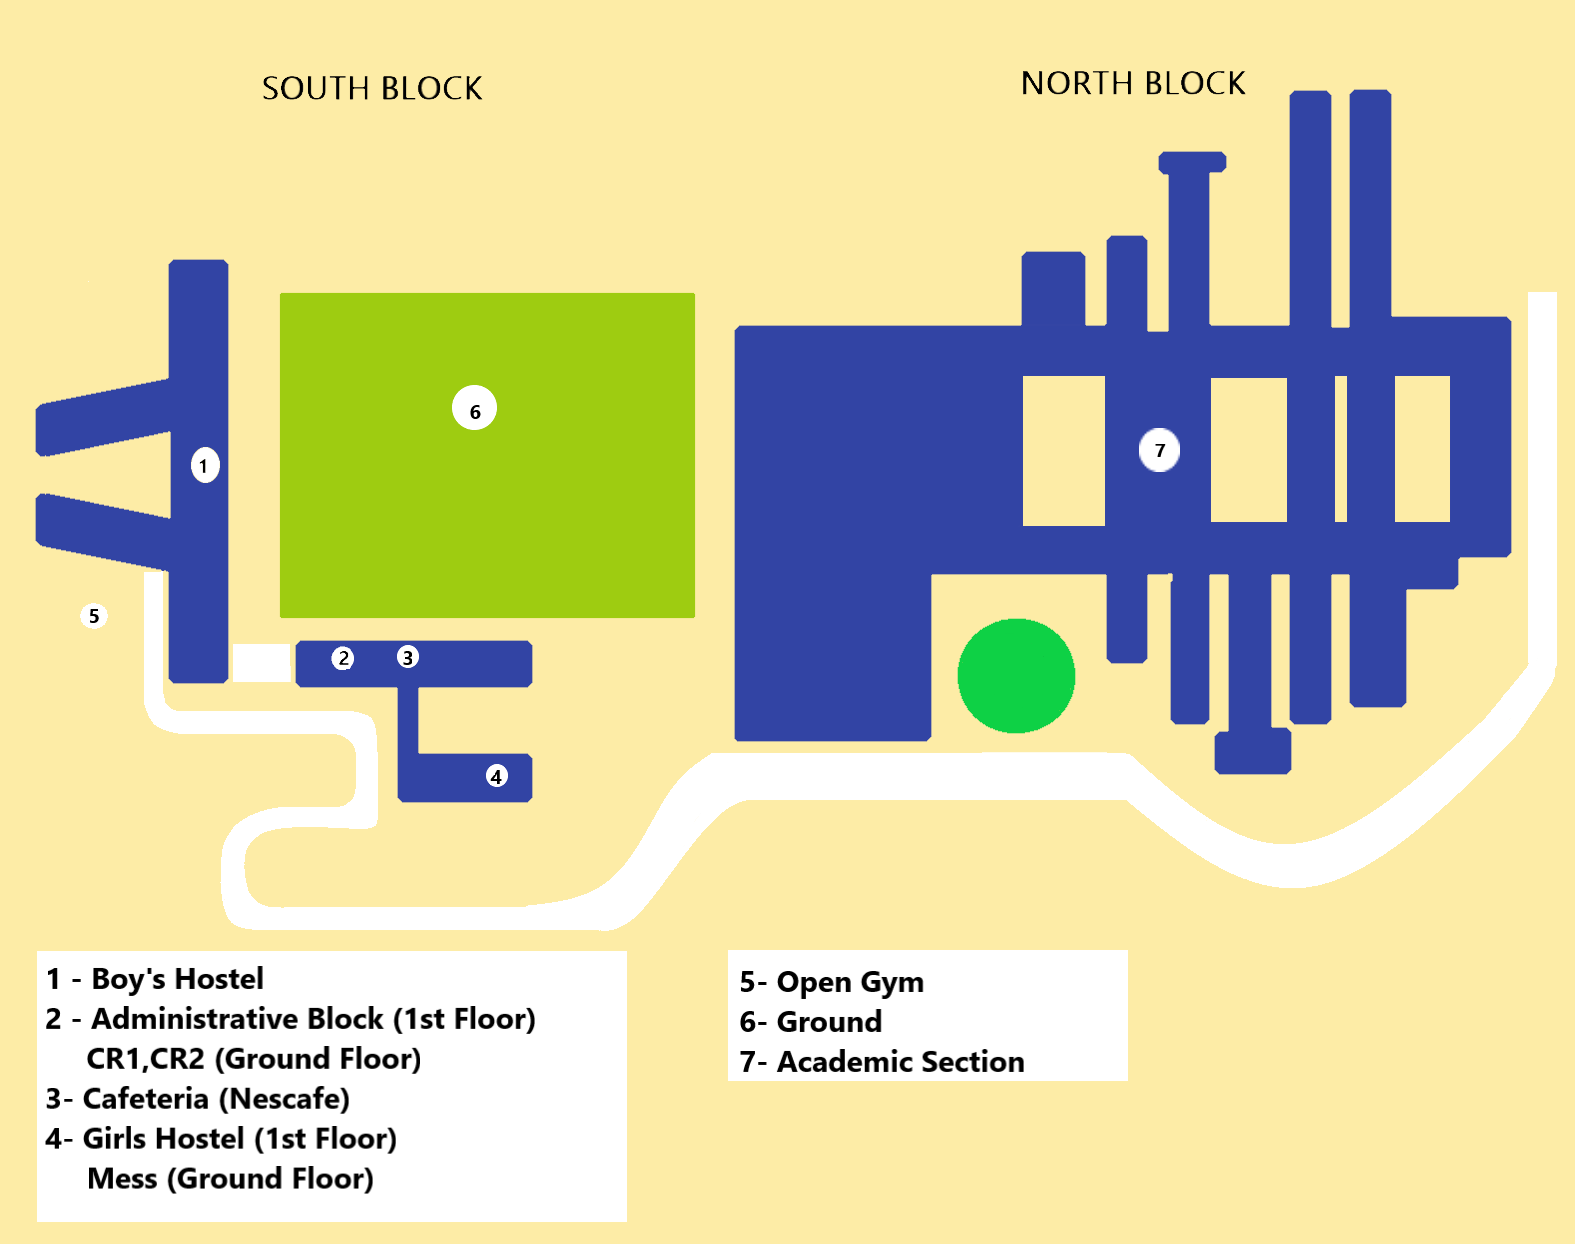 SOUTH BLOCK
NORTH BLOCK
6
7
1
5
2
3
4
1 - Boy's Hostel
2 - Administrative Block (1st Floor)
CR1,CR2 (Ground Floor)
3- Cafeteria (Nescafe)
4- Girls Hostel (1st Floor)
Mess (Ground Floor)
5- Open Gym
6- Ground
7- Academic Section